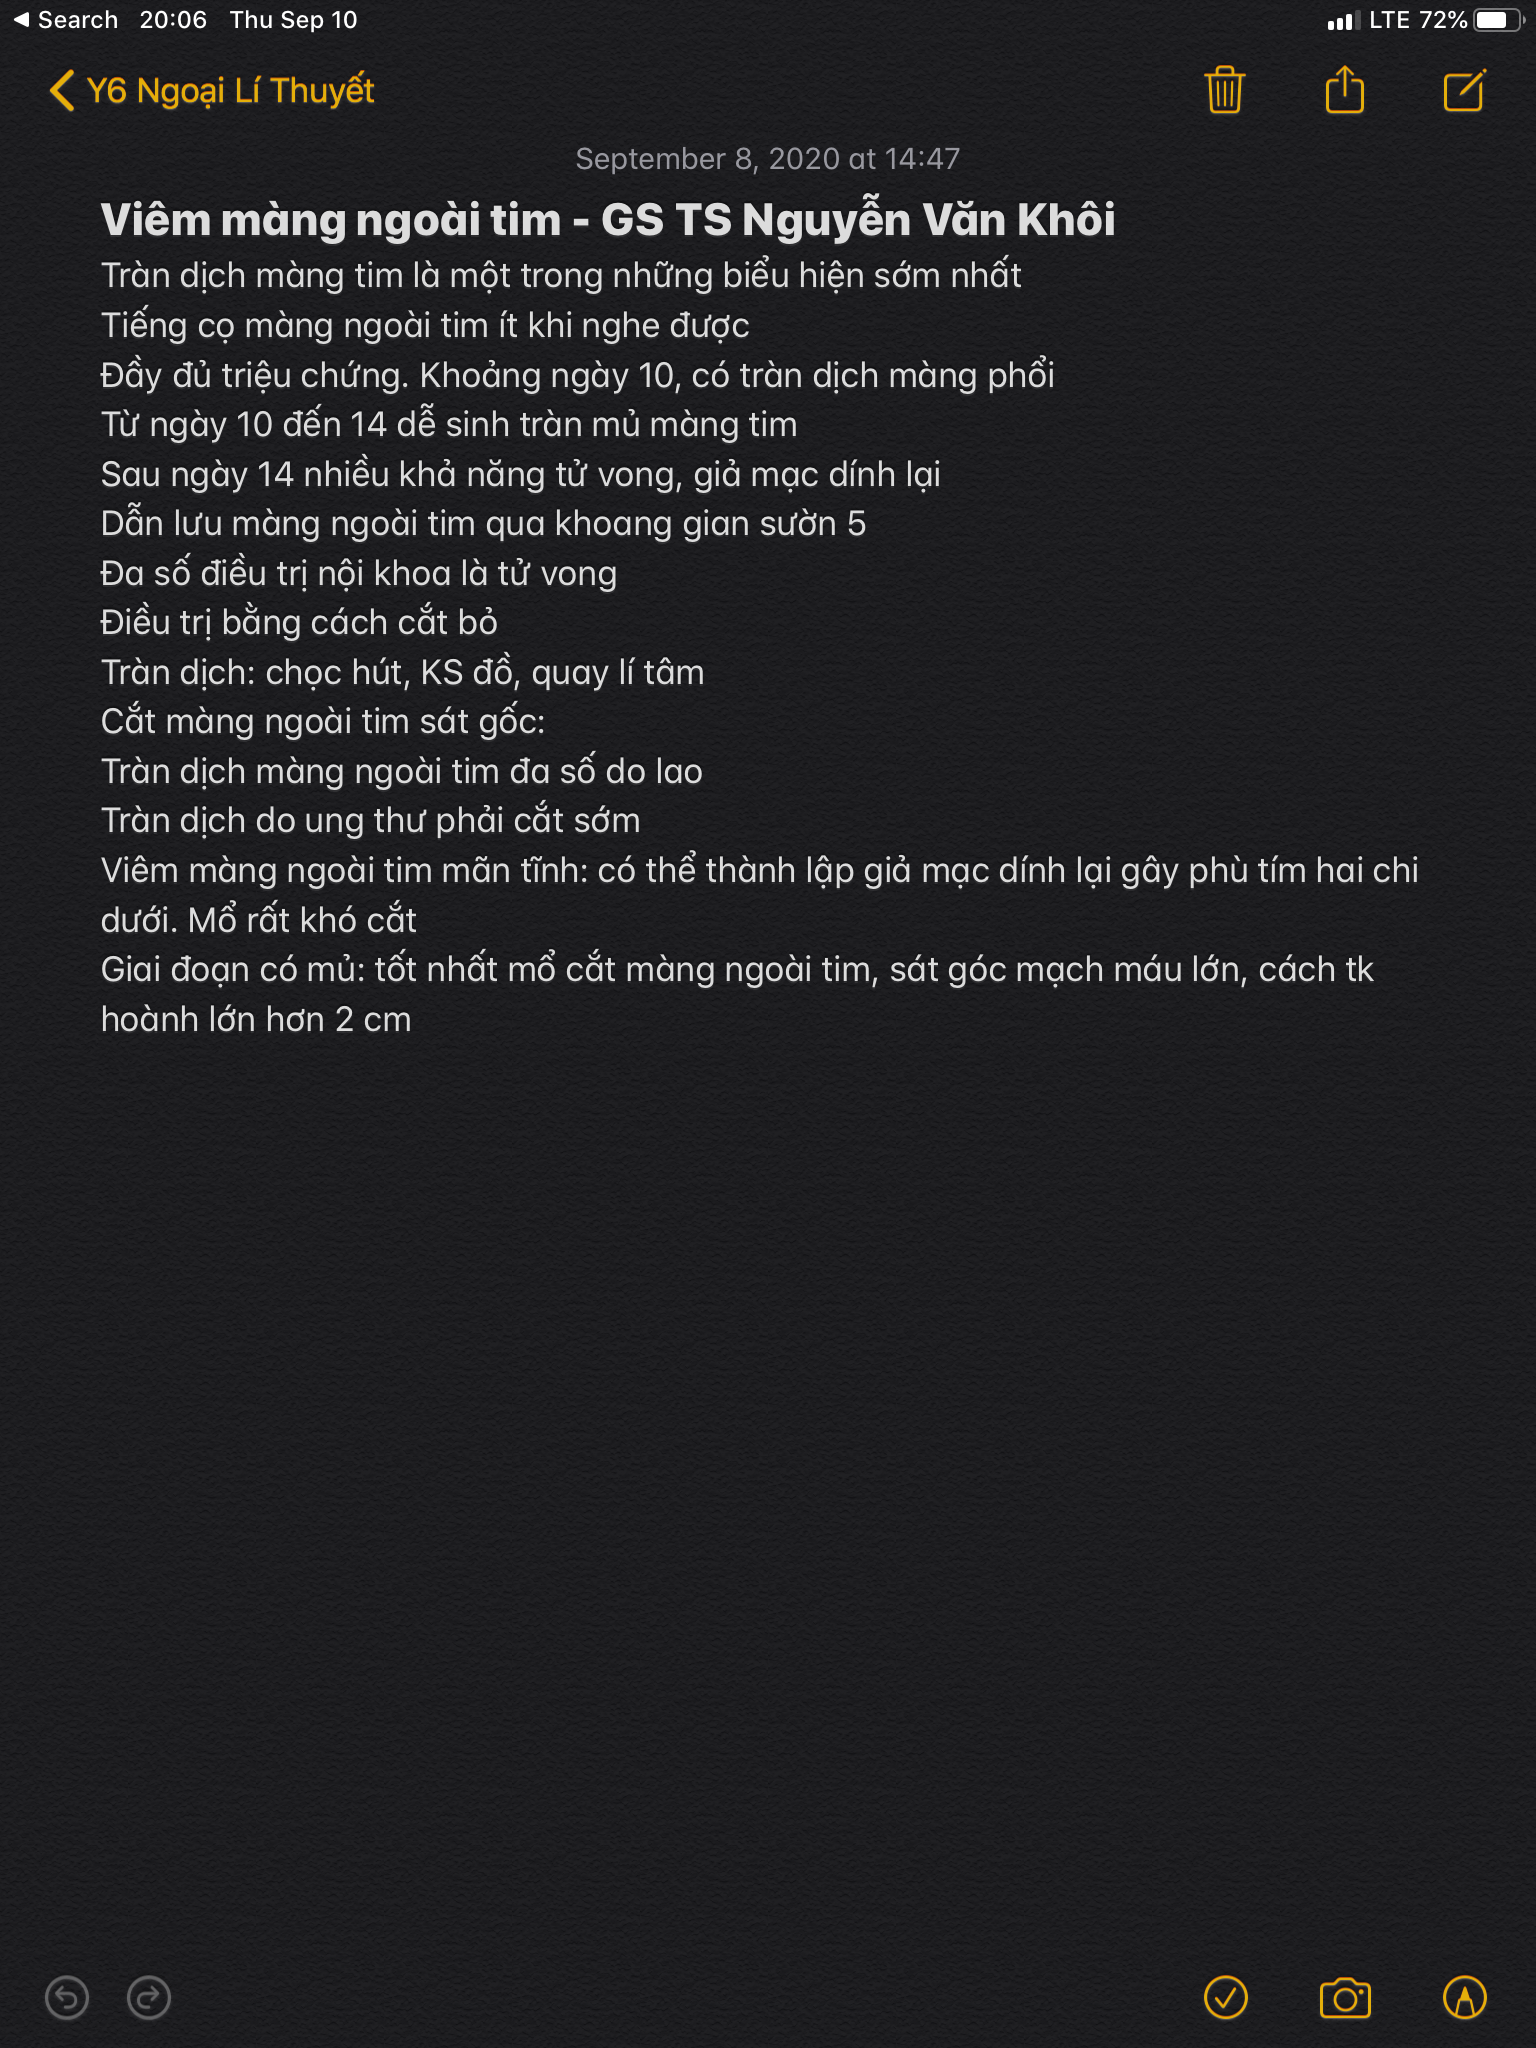 Search 20:06 Thu Sep 10 LTE 72%
Y6 Ngoại Lí Thuyết
September 8, 2020 at 14:47
Viêm màng ngoài tim - GS TS Nguyễn Văn Khôi
Tràn dịch màng tim là một trong những biểu hiện sớm nhất
Tiếng cọ màng ngoài tim ít khi nghe được
Đầy đủ triệu chứng. Khoảng ngày 10, có tràn dịch màng phổi
Từ ngày 10 đến 14 dễ sinh tràn mủ màng tim
Sau ngày 14 nhiều khả năng tử vong, giả mạc dính lại
Dẫn lưu màng ngoài tim qua khoang gian sườn 5
Đa số điều trị nội khoa là tử vong
Điều trị bằng cách cắt bỏ
Tràn dịch: chọc hút, KS đồ, quay lí tâm
Cắt màng ngoài tim sát gốc:
Tràn dịch màng ngoài tim đa số do lao
Tràn dịch do ung thư phải cắt sớm
Viêm màng ngoài tim mãn tĩnh: có thể thành lập giả mạc dính lại gây phù tím hai chi
dưới. Mổ rất khó cắt
Giai đoạn có mủ: tốt nhất mổ cắt màng ngoài tim, sát góc mạch máu lớn, cách tk
hoành lớn hơn 2 cm